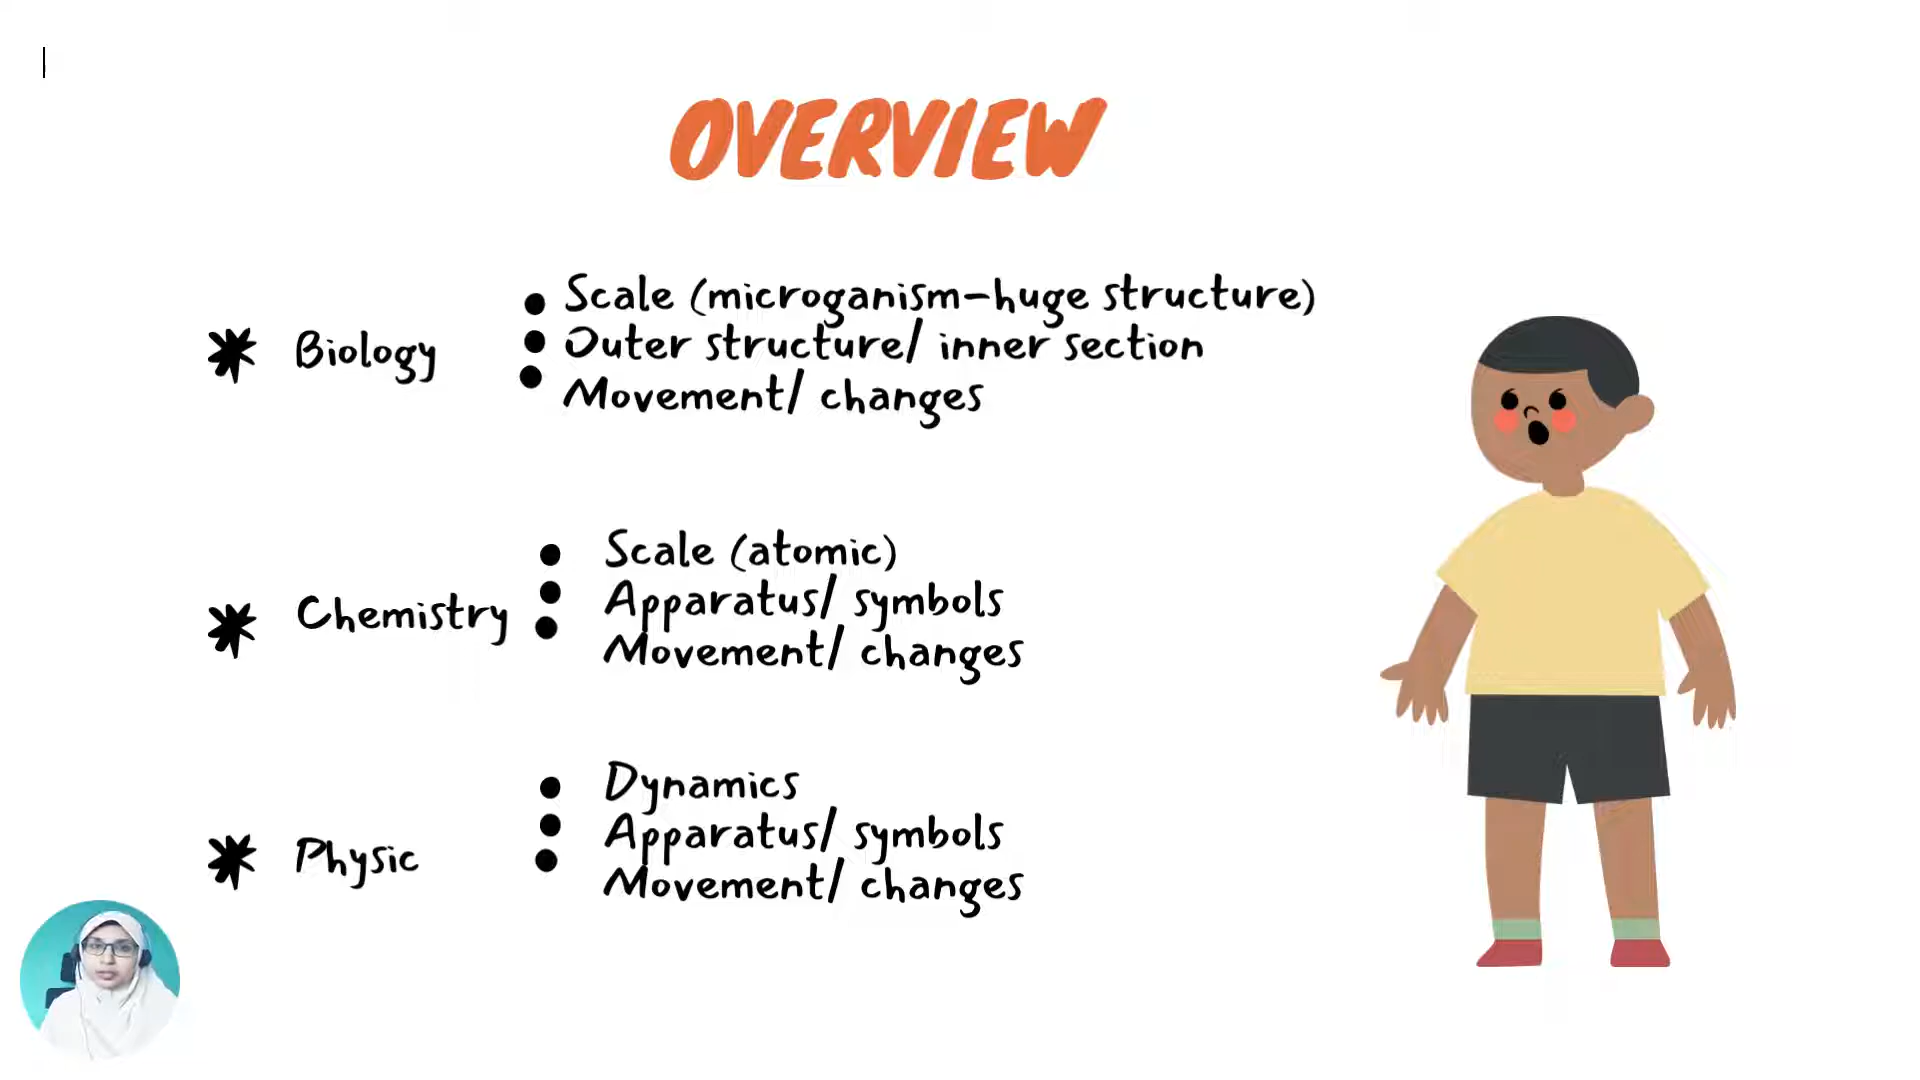 OVERVIEW
Biology
Scale (microganism-huge structure)
Outer structure/ inner section
Movement/ changes
Chemistry
Scale (atomic)
Apparatus/ symbols
Movement/ changes
Physic
Dynamics
Apparatus/ symbols
Movement/ changes